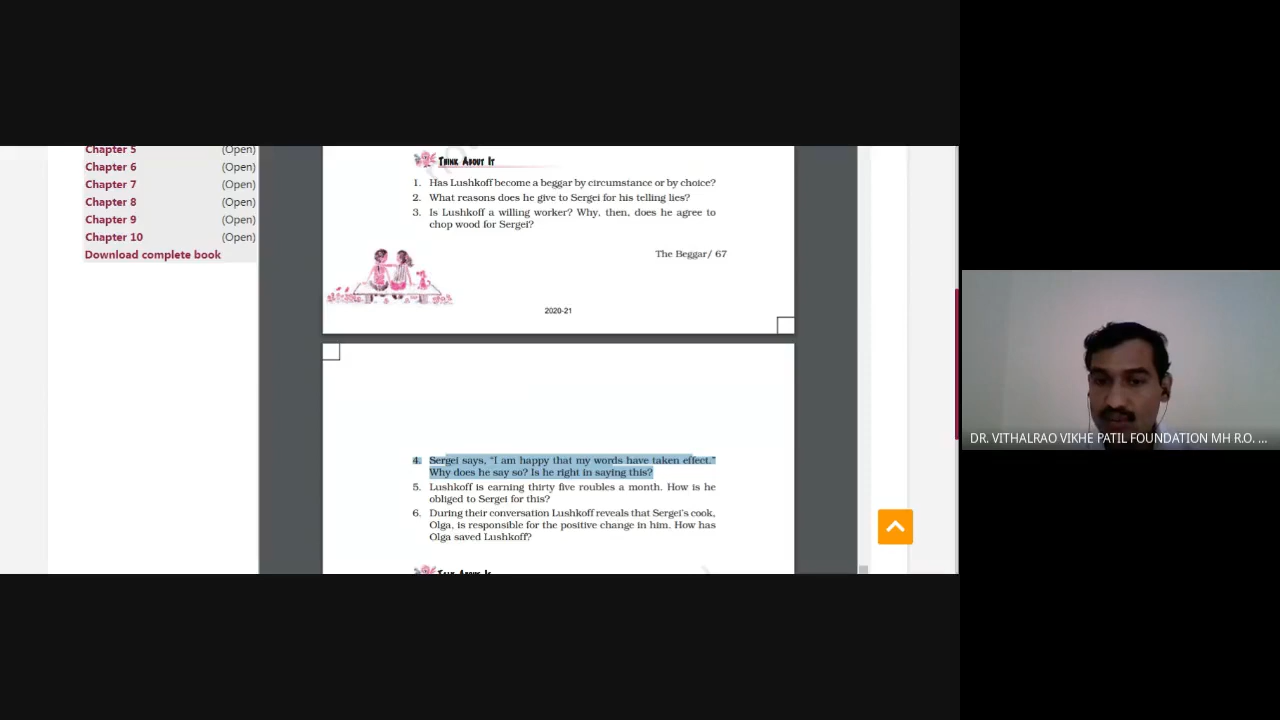 Chapter 5 (Open)
Chapter 6 (Open)
Chapter 7 (Open)
Chapter 8 (Open)
Chapter 9 (Open)
Chapter 10 (Open)
Download complete book
THINK ABOUT IT
1. Has Lushkoff become a beggar by circumstance or by choice?
2. What reasons does he give to Sergei for his telling lies?
3. Is Lushkoff a willing worker? Why, then, does he agree to
chop wood for Sergei?
The Beggar/ 67
2020-21
4. Sergei says, “I am happy that my words have taken effect.”
Why does he say so? Is he right in saying this?
5. Lushkoff is earning thirty five roubles a month. How is he
obliged to Sergei for this?
6. During their conversation Lushkoff reveals that Sergei’s cook,
Olga, is responsible for the positive change in him. How has
Olga saved Lushkoff?
DR. VITHALRAO VIKHE PATIL FOUNDATION MH R.O. ...